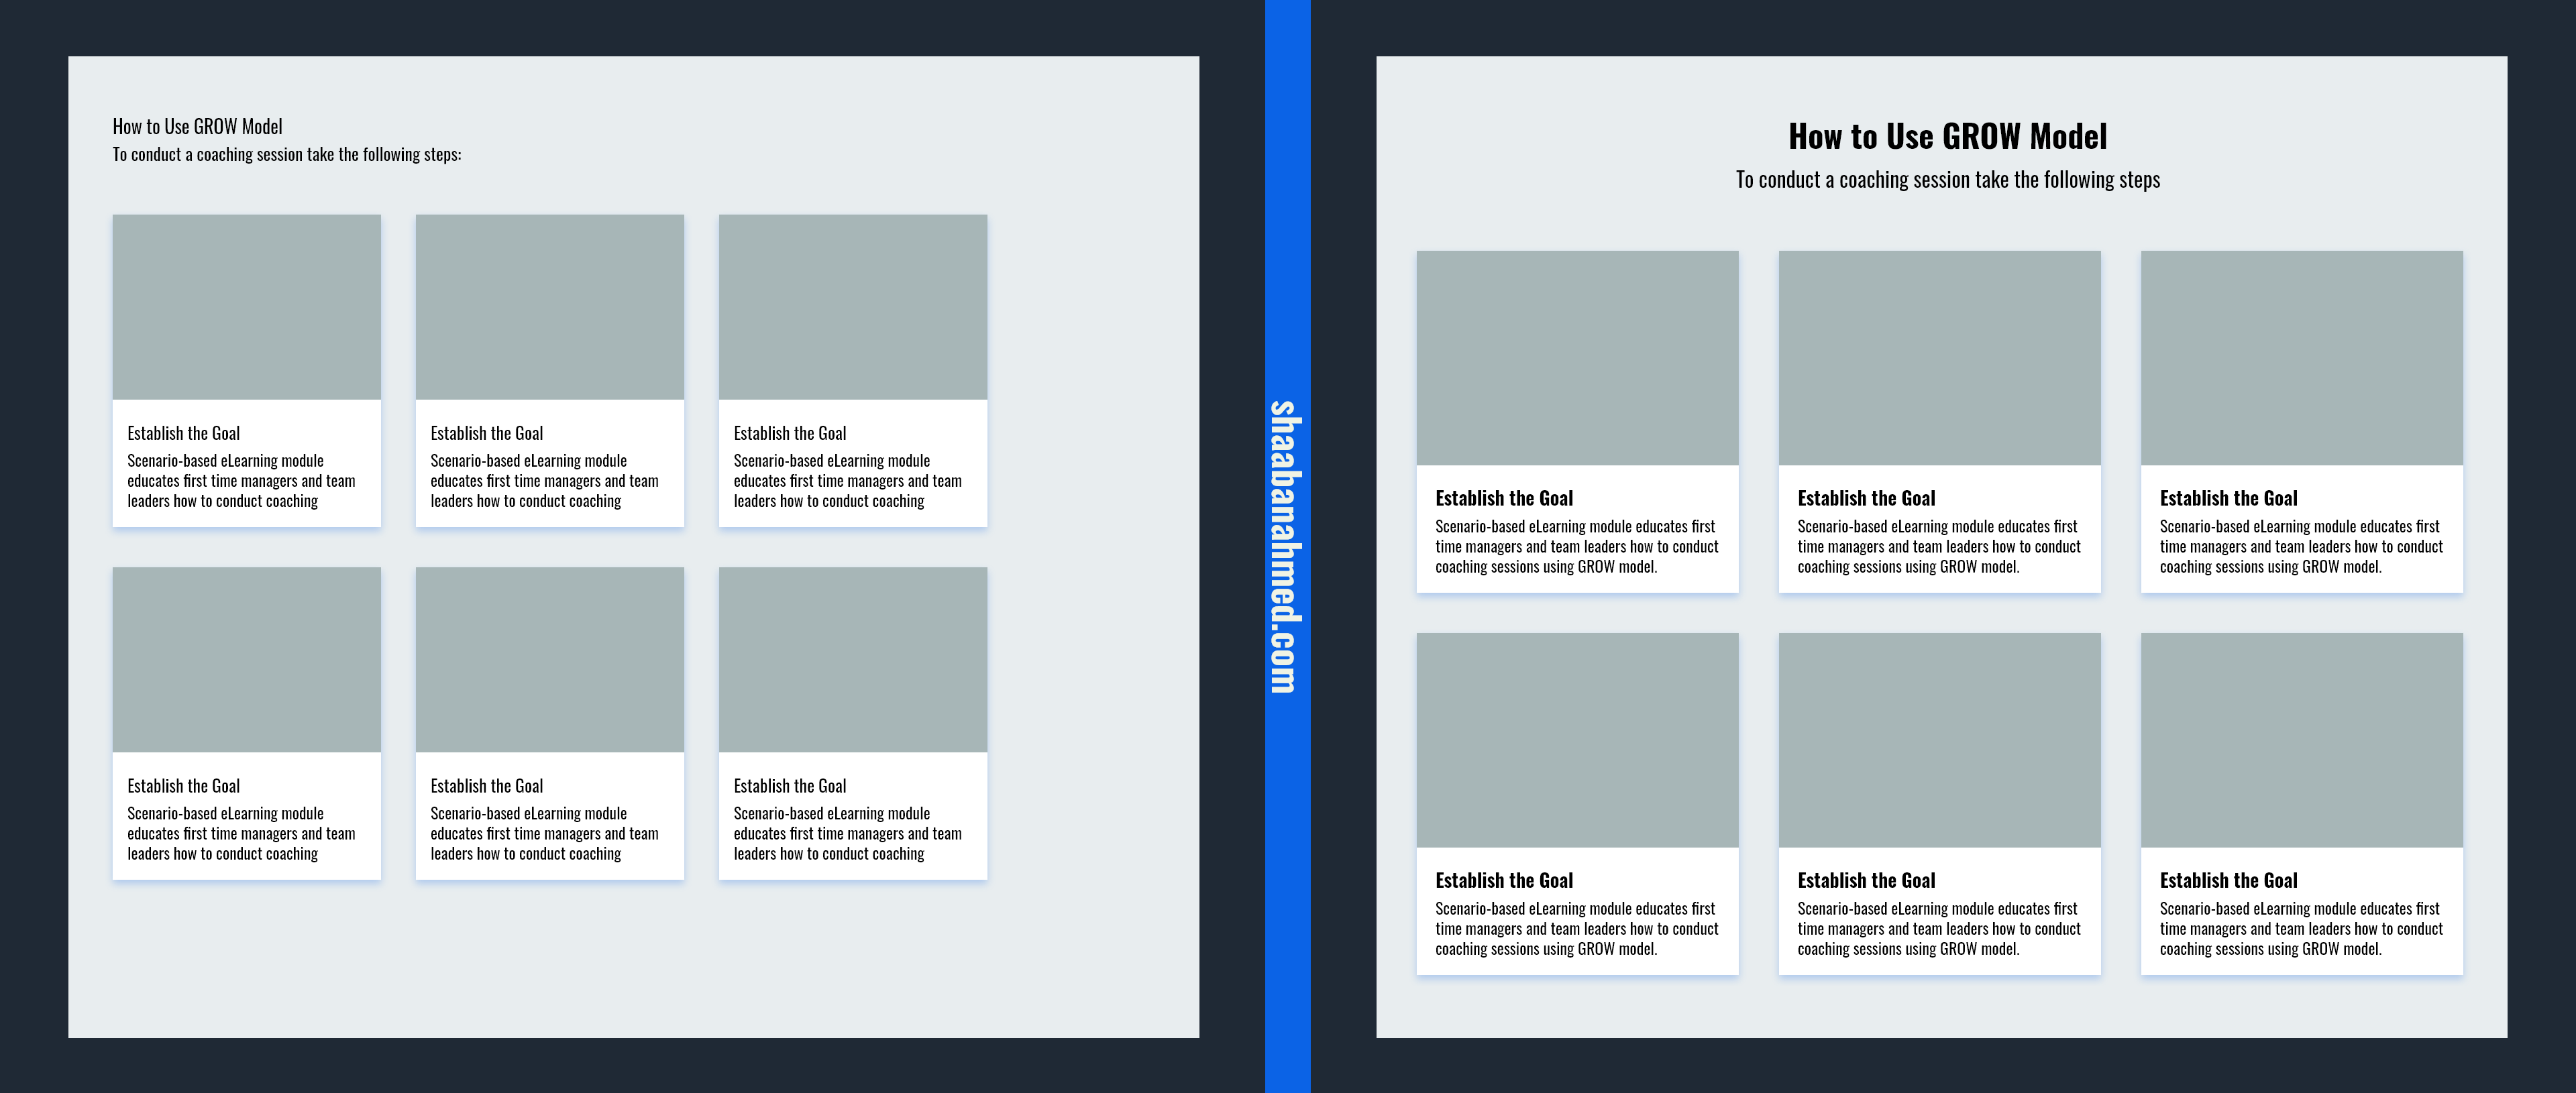 How to Use GROW Model
To conduct a coaching session take the following steps:
Establish the Goal
Scenario-based eLearning module
educates first time managers and team
leaders how to conduct coaching
Establish the Goal
Scenario-based eLearning module
educates first time managers and team
leaders how to conduct coaching
Establish the Goal
Scenario-based eLearning module
educates first time managers and team
leaders how to conduct coaching
Establish the Goal
Scenario-based eLearning module
educates first time managers and team
leaders how to conduct coaching
Establish the Goal
Scenario-based eLearning module
educates first time managers and team
leaders how to conduct coaching
Establish the Goal
Scenario-based eLearning module
educates first time managers and team
leaders how to conduct coaching
shaabanahmed.com
How to Use GROW Model
To conduct a coaching session take the following steps
Establish the Goal
Scenario-based eLearning module educates first
time managers and team leaders how to conduct
coaching sessions using GROW model.
Establish the Goal
Scenario-based eLearning module educates first
time managers and team leaders how to conduct
coaching sessions using GROW model.
Establish the Goal
Scenario-based eLearning module educates first
time managers and team leaders how to conduct
coaching sessions using GROW model.
Establish the Goal
Scenario-based eLearning module educates first
time managers and team leaders how to conduct
coaching sessions using GROW model.
Establish the Goal
Scenario-based eLearning module educates first
time managers and team leaders how to conduct
coaching sessions using GROW model.
Establish the Goal
Scenario-based eLearning module educates first
time managers and team leaders how to conduct
coaching sessions using GROW model.